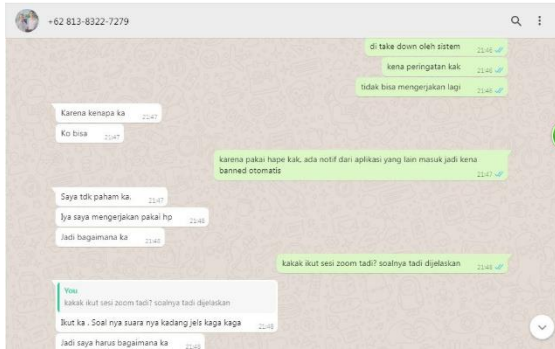 +62 813-8322-7279
di take down oleh sistem 21:46
kena peringatan kak 21:46
tidak bisa mengerjakan lagi 21:46
Karena kenapa ka 21:47
Ko bisa 21:47
karena pakai hape kak, ada notif dari aplikasi yang lain masuk jadi kena
banned otomatis 21:47
Saya tdk paham ka. 21:47
Iya saya mengerjakan pakai hp 21:48
Jadi bagaimana ka 21:48
kakak ikut sesi zoom tadi? soalnya tadi dijelaskan 21:48
You
kakak ikut sesi zoom tadi? soalnya tadi dijelaskan
Ikut ka . Soal nya suara nya kadang jels kaga kaga 21:48
Jadi saya harus bagaimana ka 21:48